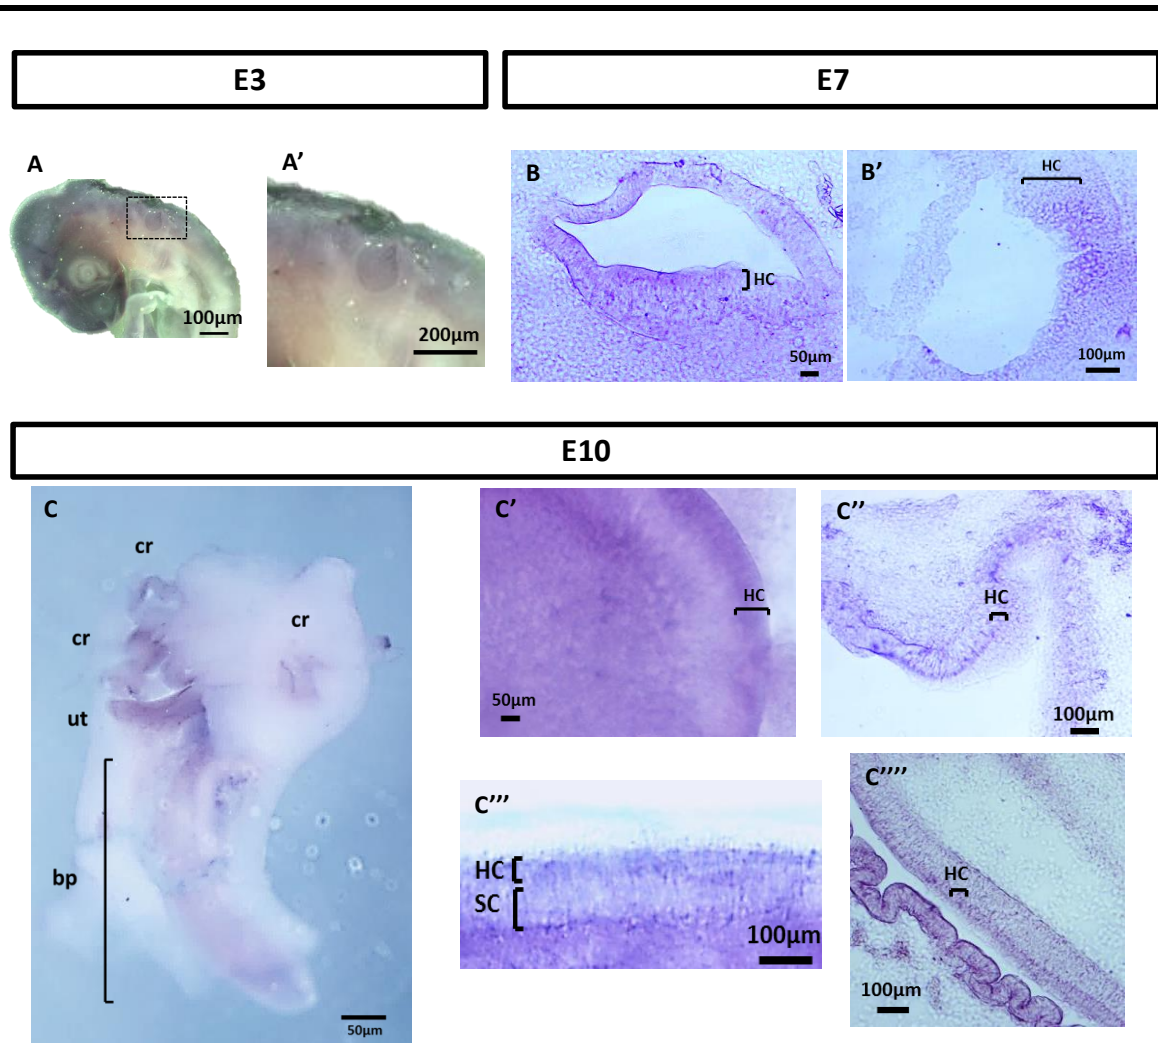 E3
E7
A
100μm
A’
200μm
B
HC
50μm
B’
HC
100μm
E10
C
cr
cr
cr
ut
bp
50μm
C’
HC
50μm
C’’
HC
100μm
C’’’
HC
SC
100μm
C’’’’
HC
100μm